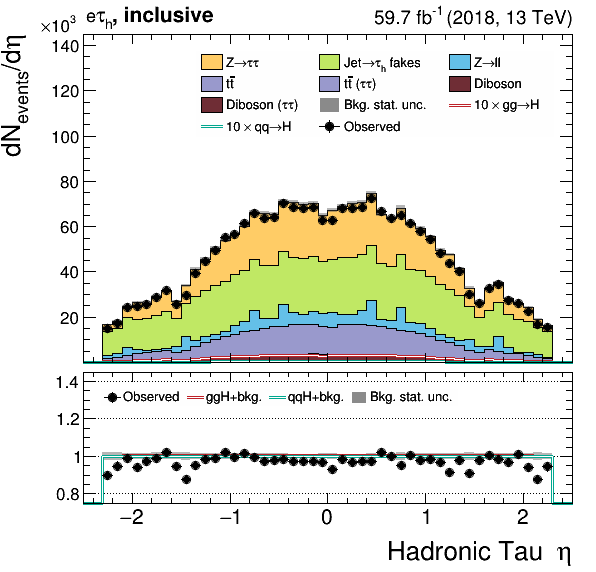 ×10³ eτₕ, inclusive 59.7 fb⁻¹ (2018, 13 TeV)
dN_events/dη
Z→ττ Jet→τₕ fakes Z→ll
tt̄ tt̄ (ττ) Diboson
Diboson (ττ) Bkg. stat. unc. 10×gg→H
10×qq→H Observed
140
120
100
80
60
40
20
1.4
Observed ggH+bkg. qqH+bkg. Bkg. stat. unc.
1.2
1
0.8
−2 −1 0 1 2
Hadronic Tau η